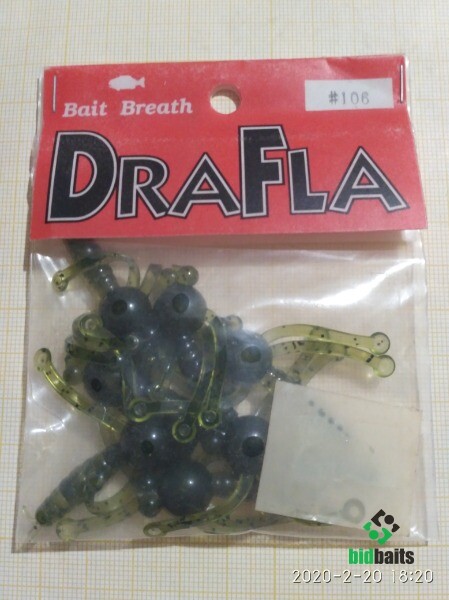 #106
Bait Breath
DRAFLA
bidbaits
2020-2-20 18:20